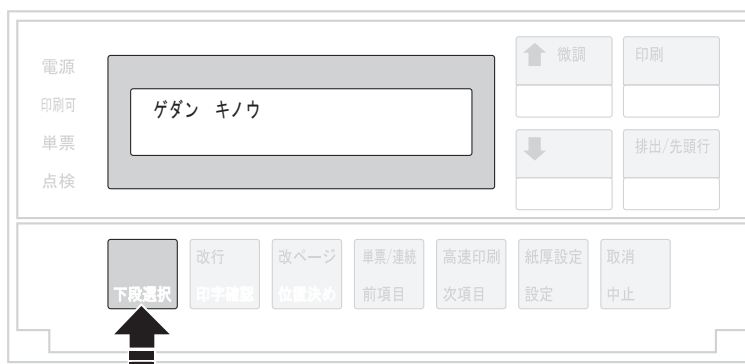 電源
印刷可
単票
点検
ゲダン キノウ
微調
印刷
排出/先頭行
下段選択
改行
印字確認
改ページ
位置決め
単票/連続
前項目
高速印刷
次項目
紙厚設定
設定
取消
中止